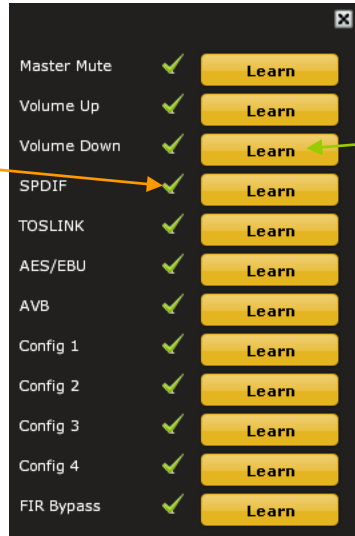 Master Mute Learn
Volume Up Learn
Volume Down Learn
SPDIF Learn
TOSLINK Learn
AES/EBU Learn
AVB Learn
Config 1 Learn
Config 2 Learn
Config 3 Learn
Config 4 Learn
FIR Bypass Learn